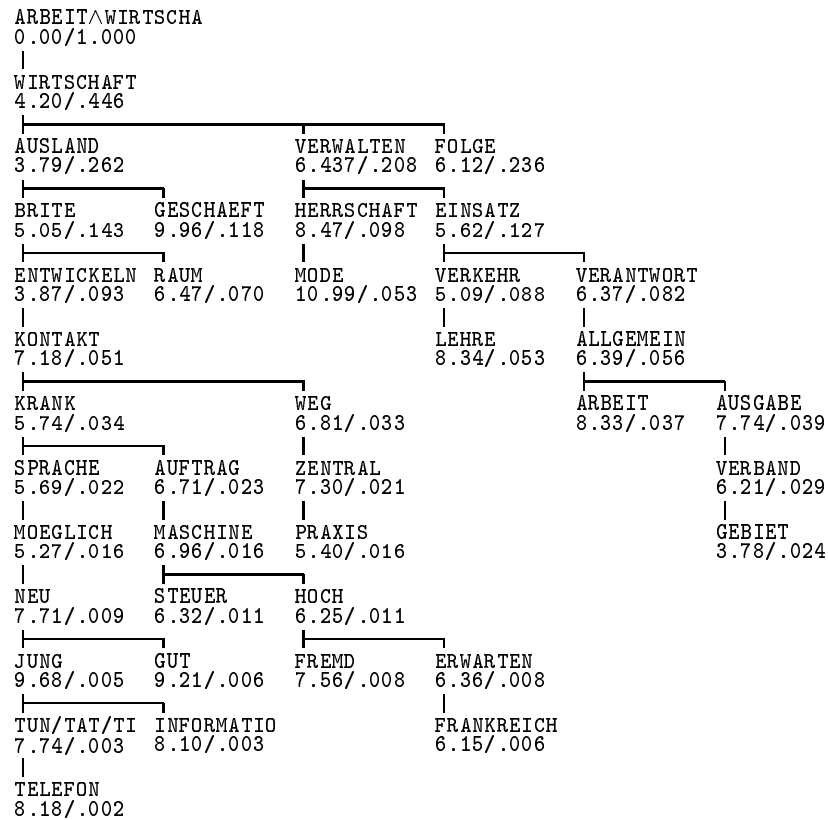 ARBEIT∧WIRTSCHA
0.00/1.000
WIRTSCHAFT
4.20/.446
AUSLAND VERWALTEN FOLGE
3.79/.262 6.437/.208 6.12/.236
BRITE GESCHAEFT HERRSCHAFT EINSATZ
5.05/.143 9.96/.118 8.47/.098 5.62/.127
ENTWICKELN RAUM MODE VERKEHR VERANTWORT
3.87/.093 6.47/.070 10.99/.053 5.09/.088 6.37/.082
KONTAKT LEHRE ALLGEMEIN
7.18/.051 8.34/.053 6.39/.056
KRANK WEG ARBEIT AUSGABE
5.74/.034 6.81/.033 8.33/.037 7.74/.039
SPRACHE AUFTRAG ZENTRAL VERBAND
5.69/.022 6.71/.023 7.30/.021 6.21/.029
MOEGLICH MASCHINE PRAXIS GEBIET
5.27/.016 6.96/.016 5.40/.016 3.78/.024
NEU STEUER HOCH
7.71/.009 6.32/.011 6.25/.011
JUNG GUT FREMD ERWARTEN
9.68/.005 9.21/.006 7.56/.008 6.36/.008
TUN/TAT/TI INFORMATIO FRANKREICH
7.74/.003 8.10/.003 6.15/.006
TELEFON
8.18/.002